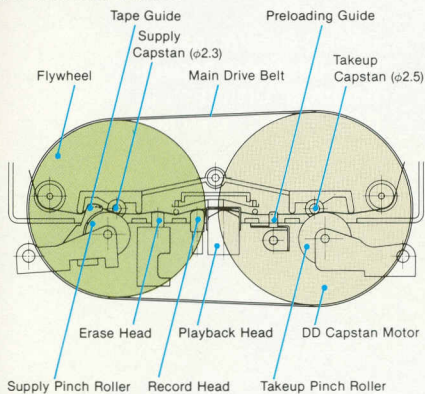 Tape Guide
Preloading Guide
Supply
Capstan (φ2.3)
Takeup
Capstan (φ2.5)
Flywheel
Main Drive Belt
Erase Head
Playback Head
DD Capstan Motor
Supply Pinch Roller
Record Head
Takeup Pinch Roller